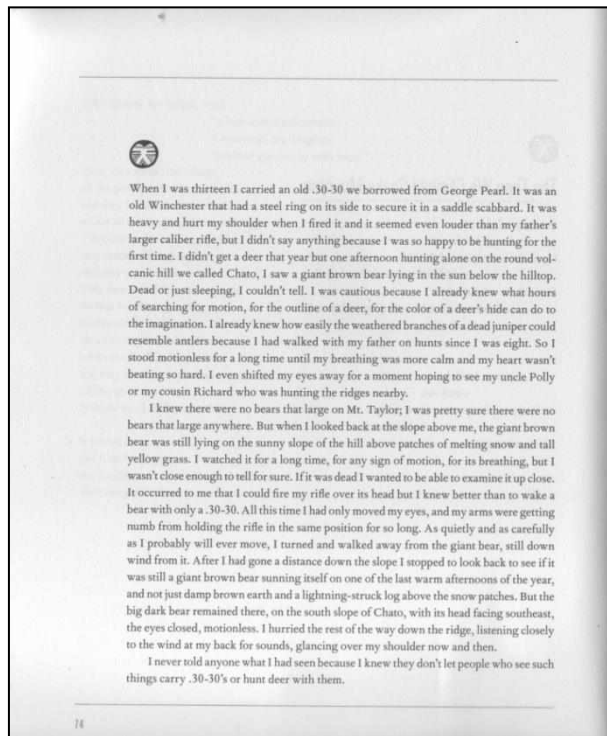 When I was thirteen I carried an old .30-30 we borrowed from George Pearl. It was an
old Winchester that had a steel ring on its side to secure it in a saddle scabbard. It was
heavy and hurt my shoulder when I fired it and it seemed even louder than my father's
larger caliber rifle, but I didn't say anything because I was so happy to be hunting for the
first time. I didn't get a deer that year but one afternoon hunting alone on the round vol-
canic hill we called Chato, I saw a giant brown bear lying in the sun below the hilltop.
Dead or just sleeping, I couldn't tell. I was cautious because I already knew what hours
of searching for motion, for the outline of a deer, for the color of a deer's hide can do to
the imagination. I already knew how easily the weathered branches of a dead juniper could
resemble antlers because I had walked with my father on hunts since I was eight. So I
stood motionless for a long time until my breathing was more calm and my heart wasn't
beating so hard. I even shifted my eyes away for a moment hoping to see my uncle Polly
or my cousin Richard who was hunting the ridges nearby.
I knew there were no bears that large on Mt. Taylor; I was pretty sure there were no
bears that large anywhere. But when I looked back at the slope above me, the giant brown
bear was still lying on the sunny slope of the hill above patches of melting snow and tall
yellow grass. I watched it for a long time, for any sign of motion, for its breathing, but I
wasn't close enough to tell for sure. If it was dead I wanted to be able to examine it up close.
It occurred to me that I could fire my rifle over its head but I knew better than to wake a
bear with only a .30-30. All this time I had only moved my eyes, and my arms were getting
numb from holding the rifle in the same position for so long. As quietly and as carefully
as I probably will ever move, I turned and walked away from the giant bear, still down
wind from it. After I had gone a distance down the slope I stopped to look back to see if it
was still a giant brown bear sunning itself on one of the last warm afternoons of the year,
and not just damp brown earth and a lightning-struck log above the snow patches. But the
big dark bear remained there, on the south slope of Chato, with its head facing southeast,
the eyes closed, motionless. I hurried the rest of the way down the ridge, listening closely
to the wind at my back for sounds, glancing over my shoulder now and then.
I never told anyone what I had seen because I knew they don't let people who see such
things carry .30-30's or hunt deer with them.
74